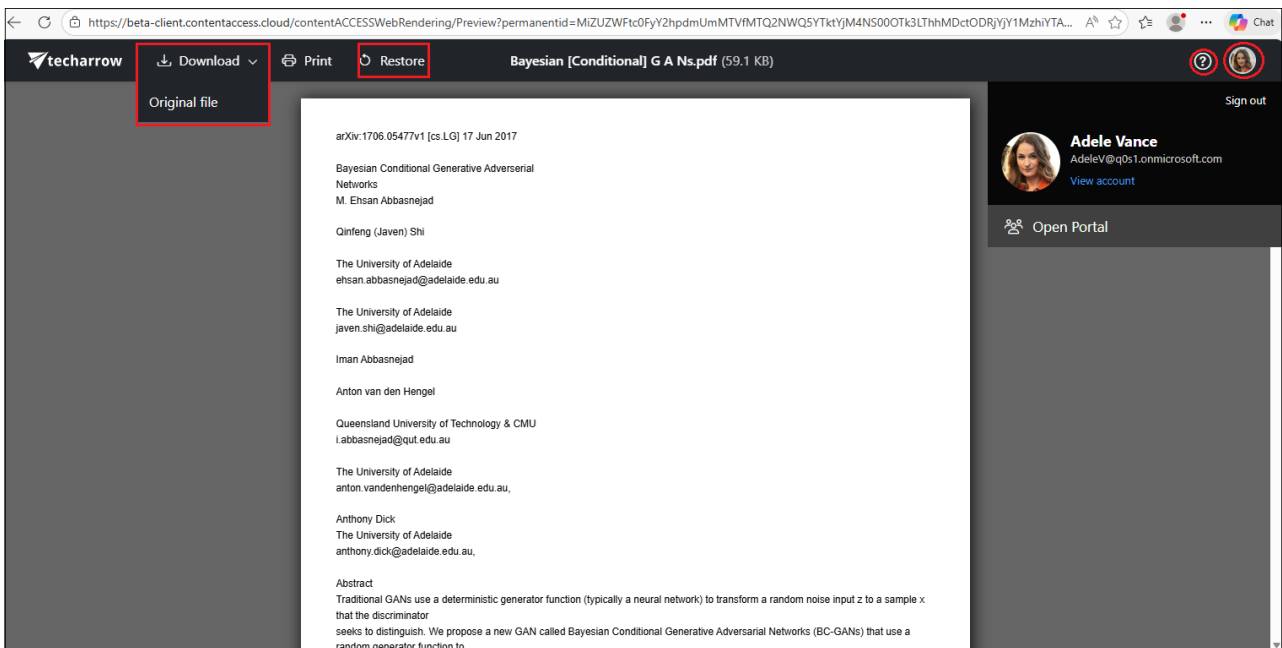 https://beta-client.contentaccess.cloud/contentACCESSWebRendering/Preview?permanentid=MiZUZWFtc0FyY2hpdmUmMTVfMTQ2NWQ5YTktYjM4NS00OTk3LThhMDctODRjYjY1MzhiYTA...
Chat
techarrow
Download
Print
Restore
Bayesian [Conditional] G A Ns.pdf (59.1 KB)
Original file
Sign out
Adele Vance
AdeleV@q0s1.onmicrosoft.com
View account
Open Portal
arXiv:1706.05477v1 [cs.LG] 17 Jun 2017
Bayesian Conditional Generative Adverserial
Networks
M. Ehsan Abbasnejad
Qinfeng (Javen) Shi
The University of Adelaide
ehsan.abbasnejad@adelaide.edu.au
The University of Adelaide
javen.shi@adelaide.edu.au
Iman Abbasnejad
Anton van den Hengel
Queensland University of Technology & CMU
i.abbasnejad@qut.edu.au
The University of Adelaide
anton.vandenhengel@adelaide.edu.au,
Anthony Dick
The University of Adelaide
anthony.dick@adelaide.edu.au,
Abstract
Traditional GANs use a deterministic generator function (typically a neural network) to transform a random noise input z to a sample x
that the discriminator
seeks to distinguish. We propose a new GAN called Bayesian Conditional Generative Adversarial Networks (BC-GANs) that use a
random generator function to